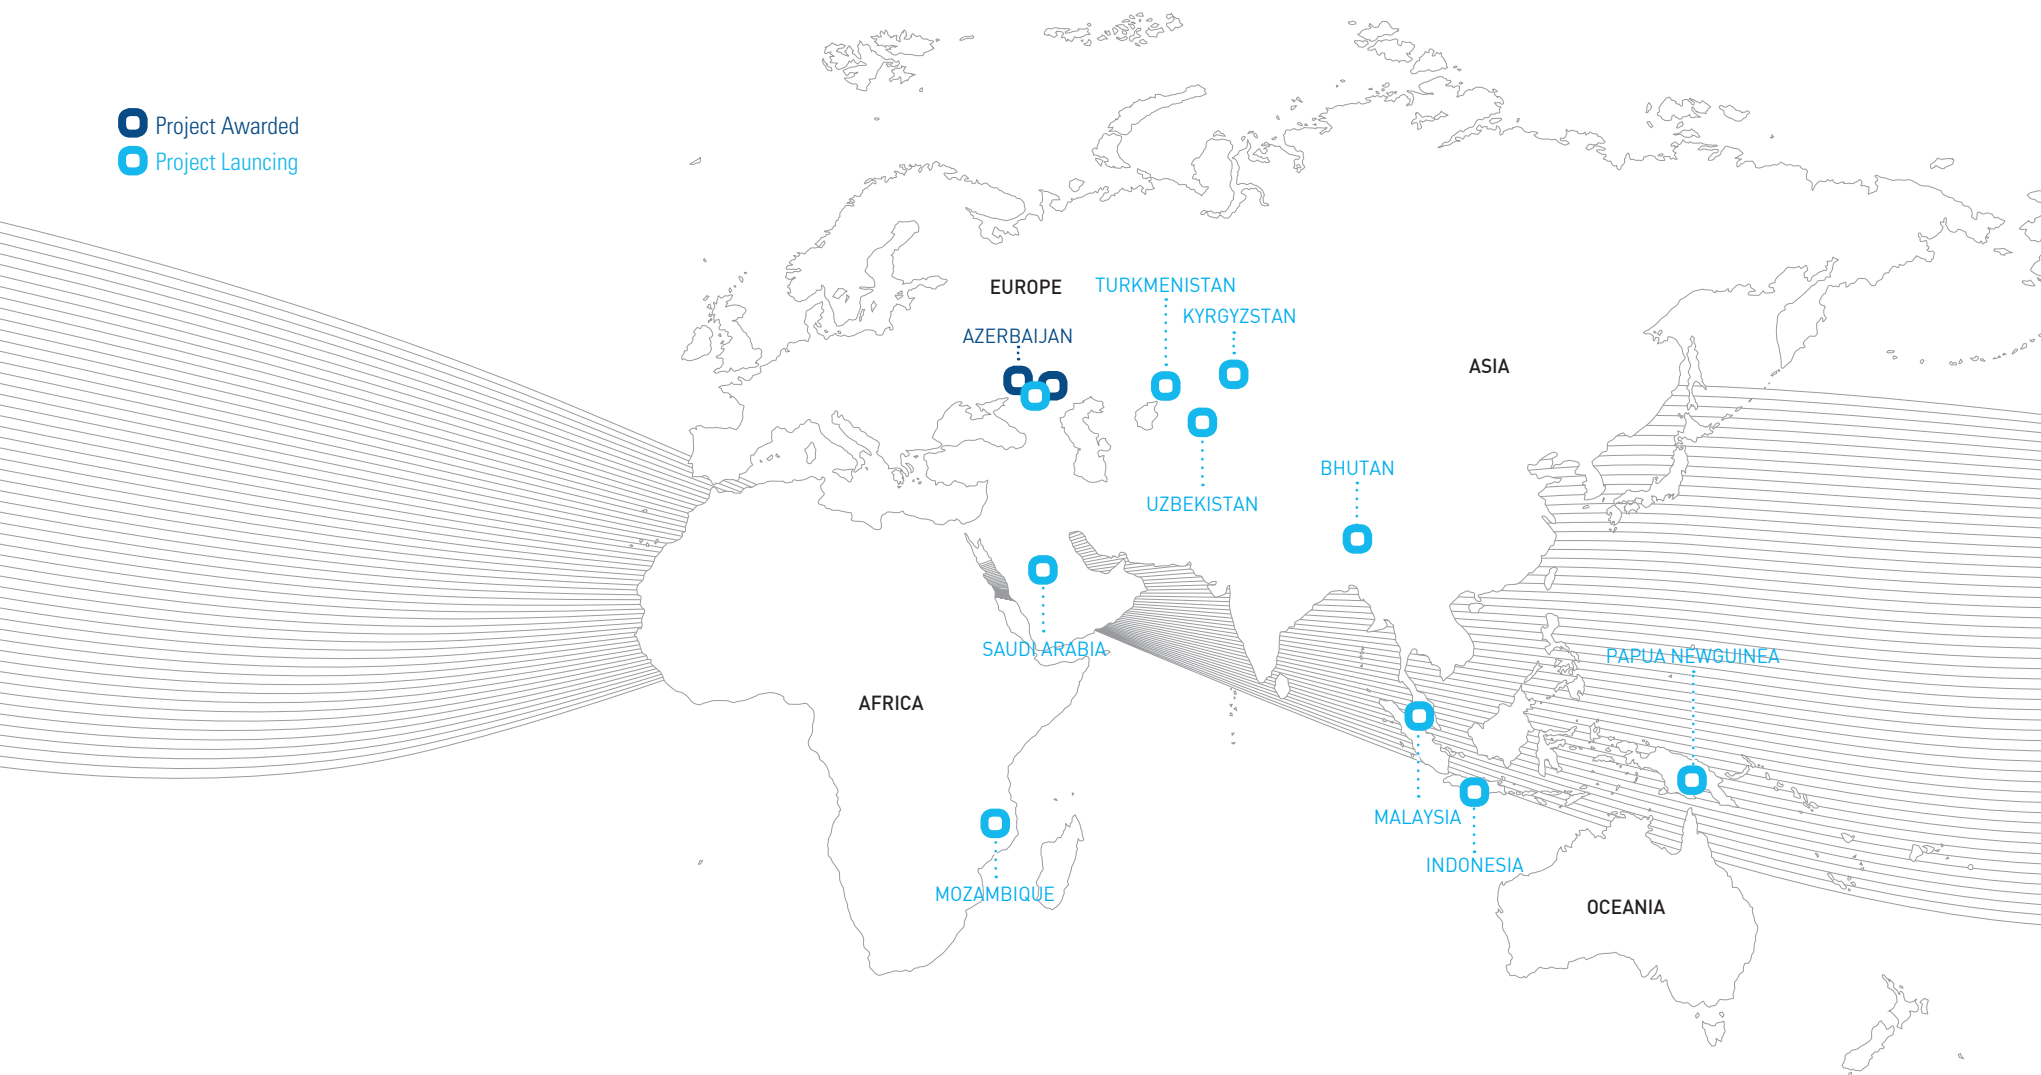 Project Awarded
Project Launcing
EUROPE
TURKMENISTAN
KYRGYZSTAN
AZERBAIJAN
ASIA
BHUTAN
UZBEKISTAN
SAUDI ARABIA
PAPUA NEWGUINEA
AFRICA
MALAYSIA
INDONESIA
MOZAMBIQUE
OCEANIA